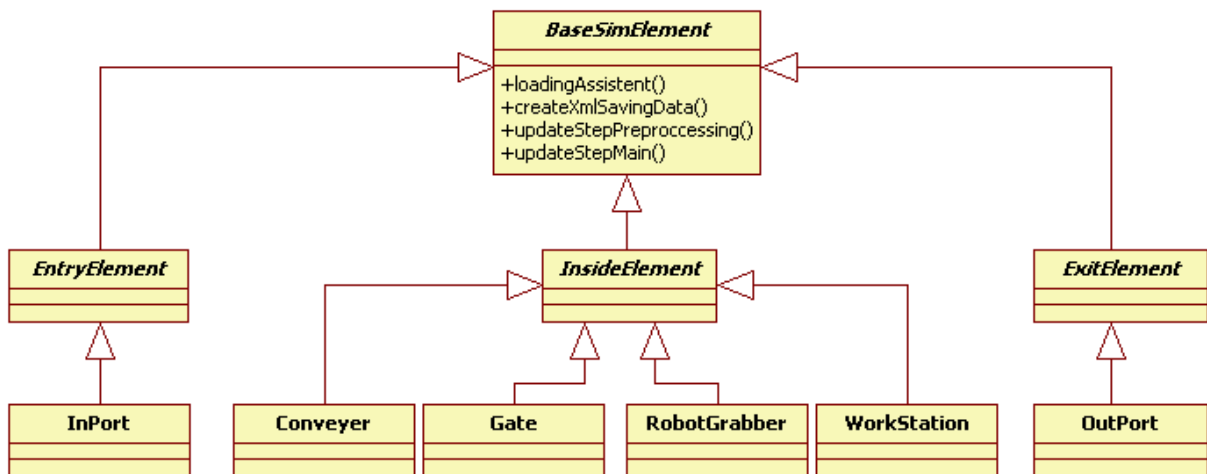 BaseSimElement
+loadingAssistent()
+createXmlSavingData()
+updateStepPreproccessing()
+updateStepMain()
EntryElement
InsideElement
ExitElement
InPort
Conveyer
Gate
RobotGrabber
WorkStation
OutPort